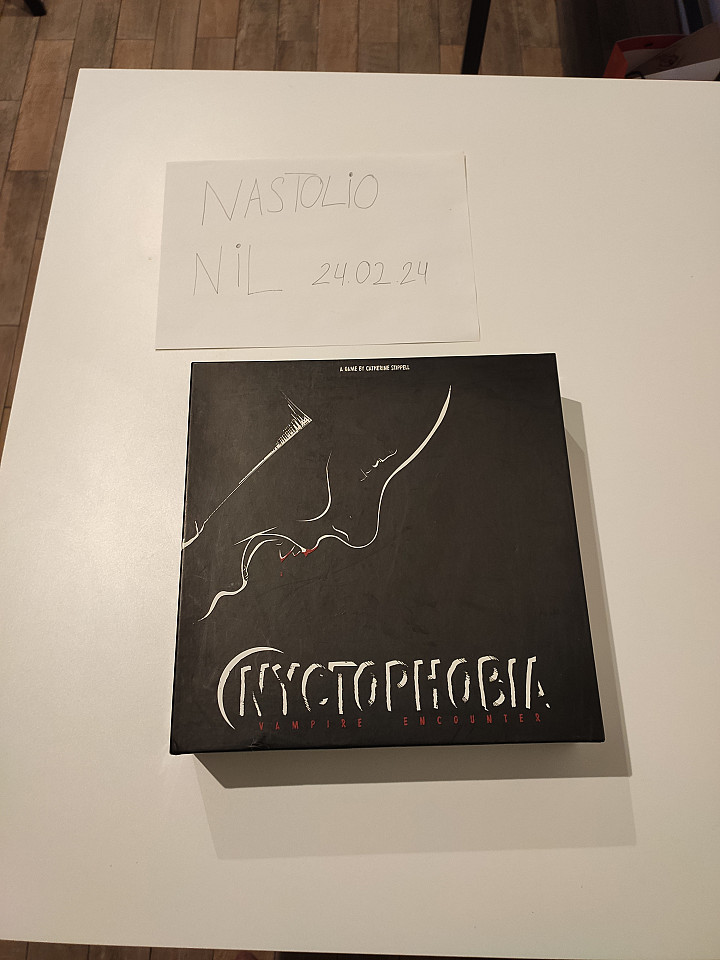 NASTOLIO
NiL 24.02.24
A GAME BY CATHERINE STIPPELL
NYCTOPHOBIA
VAMPIRE ENCOUNTER